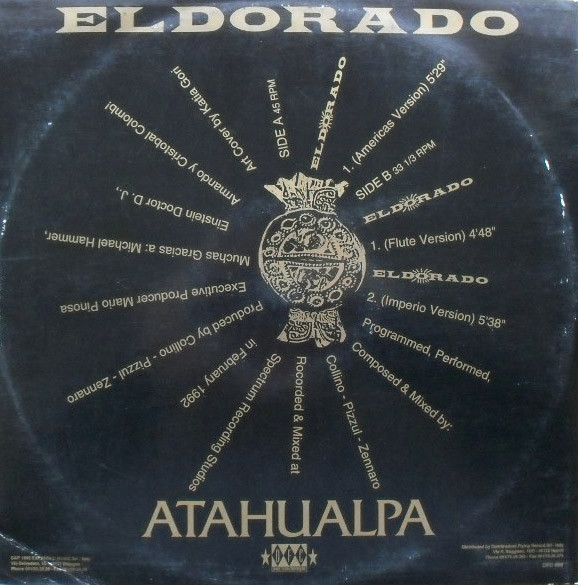 ELDORADO
SIDE A 45 RPM
ELDORADO
1. (Americas Version) 5'29"
SIDE B 33 1/3 RPM
ELDORADO
1. (Flute Version) 4'48"
ELDORADO
2. (Imperio Version) 5'38"
Programmed, Performed,
Composed & Mixed by:
Collino - Pizzul - Zennaro
Rocorded & Mixed at
Spectrum Recording Studios
in February 1992
Produced by Collino - Pizzul - Zennaro
Executive Producer Mario Pinosa
Muchas Gracias a: Michael Hammer,
Einstein Doctor D. J.,
Armando y Cristobal Colomb!
Art Cover by Katia Gori
ATAHUALPA
OFC